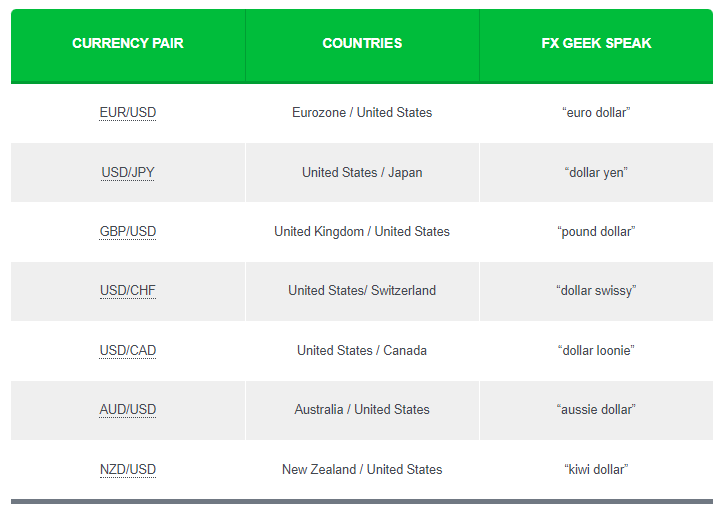 CURRENCY PAIR COUNTRIES FX GEEK SPEAK
EUR/USD Eurozone / United States “euro dollar”
USD/JPY United States / Japan “dollar yen”
GBP/USD United Kingdom / United States “pound dollar”
USD/CHF United States/ Switzerland “dollar swissy”
USD/CAD United States / Canada “dollar loonie”
AUD/USD Australia / United States “aussie dollar”
NZD/USD New Zealand / United States “kiwi dollar”